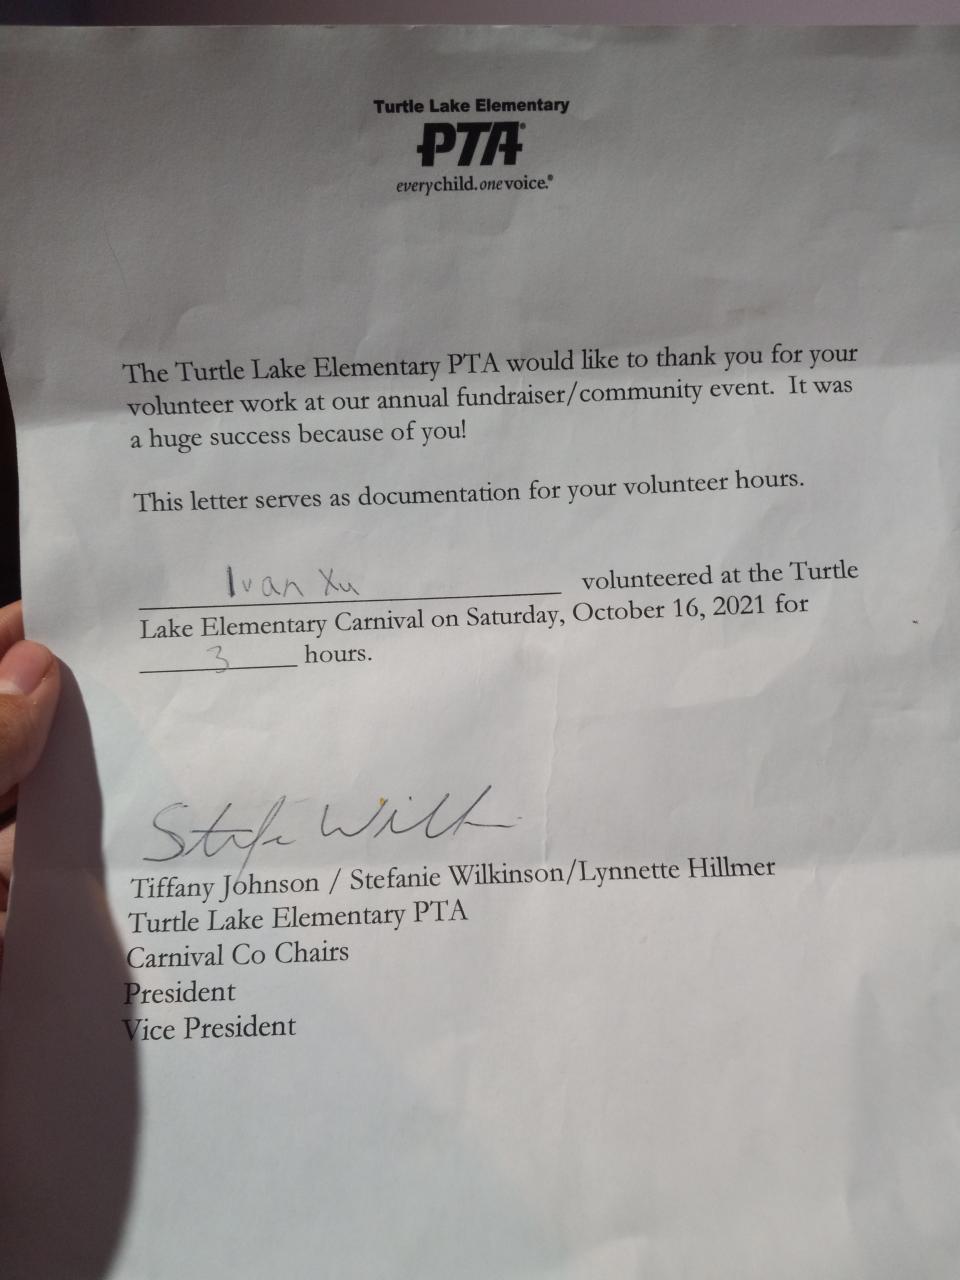 Turtle Lake Elementary
PTA®
everychild.onevoice.®
The Turtle Lake Elementary PTA would like to thank you for your
volunteer work at our annual fundraiser/community event. It was
a huge success because of you!
This letter serves as documentation for your volunteer hours.
Ivan Xu volunteered at the Turtle
Lake Elementary Carnival on Saturday, October 16, 2021 for
3 hours.
Tiffany Johnson / Stefanie Wilkinson/Lynnette Hillmer
Turtle Lake Elementary PTA
Carnival Co Chairs
President
Vice President